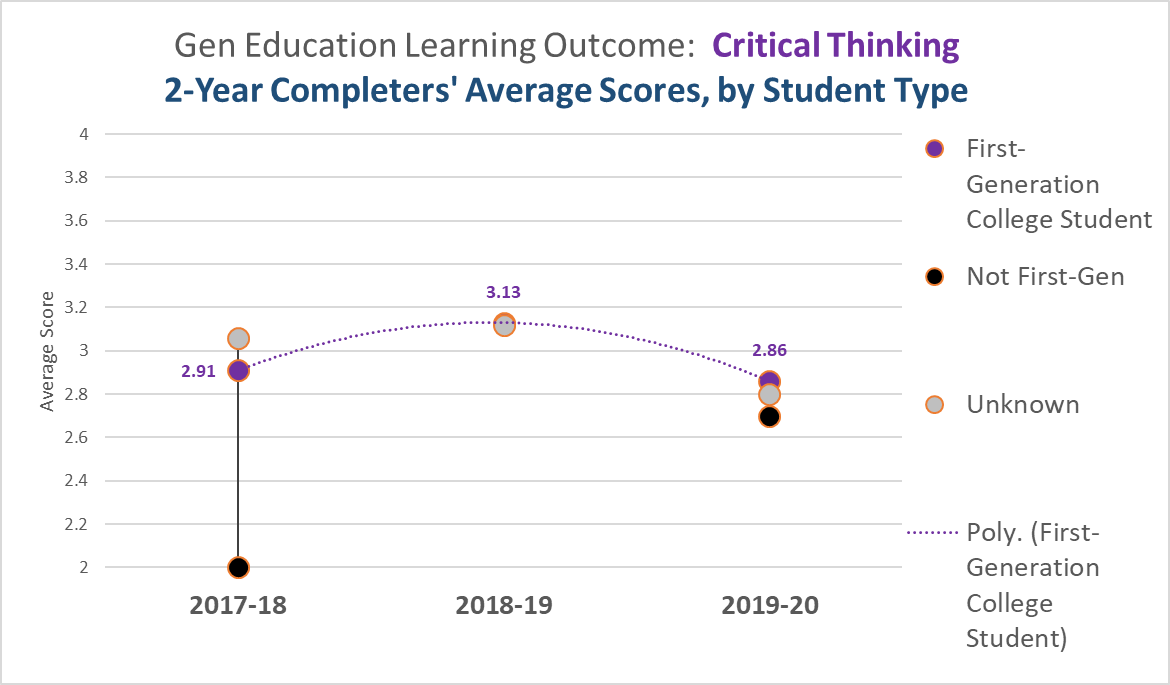 Gen Education Learning Outcome: Critical Thinking
2-Year Completers' Average Scores, by Student Type
4
3.8
3.6
3.4
3.2
3
2.8
2.6
2.4
2.2
2
Average Score
2.91
3.13
2.86
2017-18
2018-19
2019-20
First-
Generation
College Student
Not First-Gen
Unknown
Poly. (First-
Generation
College
Student)